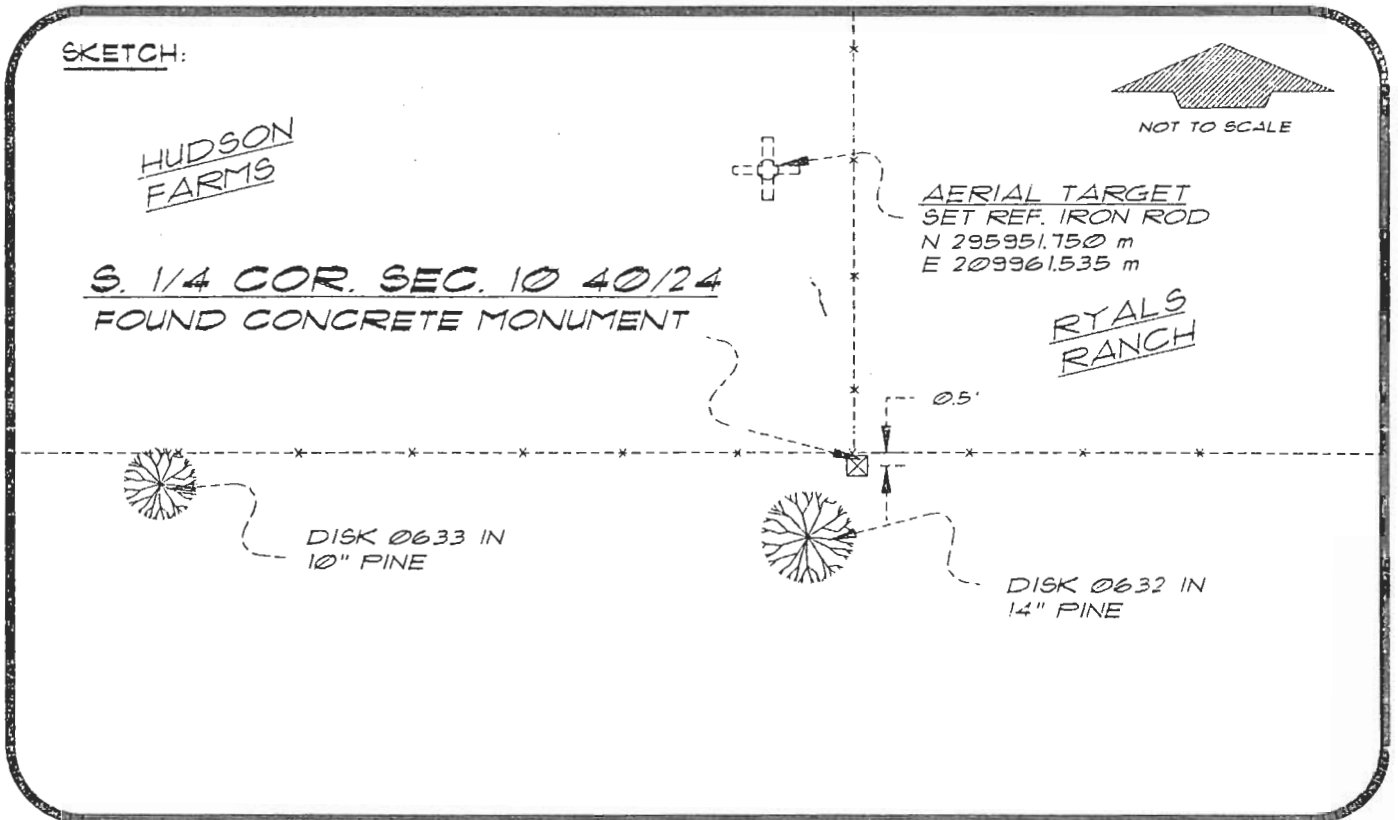 SKETCH:
NOT TO SCALE
HUDSON
FARMS
AERIAL TARGET
SET REF. IRON ROD
N 295951.750 m
E 209961.535 m
S. 1/4 COR. SEC. 10 40/24
FOUND CONCRETE MONUMENT
RYALS
RANCH
0.5'
DISK 0633 IN
10" PINE
DISK 0632 IN
14" PINE